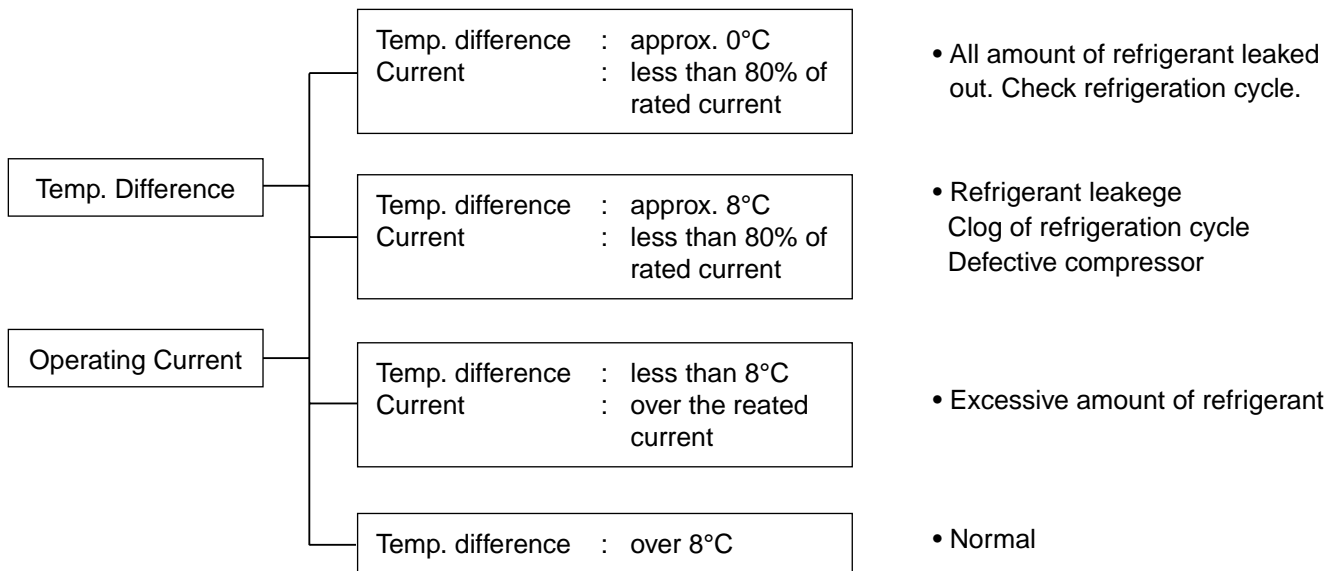 Temp. Difference
Operating Current
Temp. difference : approx. 0°C
Current : less than 80% of
rated current
• All amount of refrigerant leaked
out. Check refrigeration cycle.
Temp. difference : approx. 8°C
Current : less than 80% of
rated current
• Refrigerant leakege
Clog of refrigeration cycle
Defective compressor
Temp. difference : less than 8°C
Current : over the reated
current
• Excessive amount of refrigerant
Temp. difference : over 8°C
• Normal